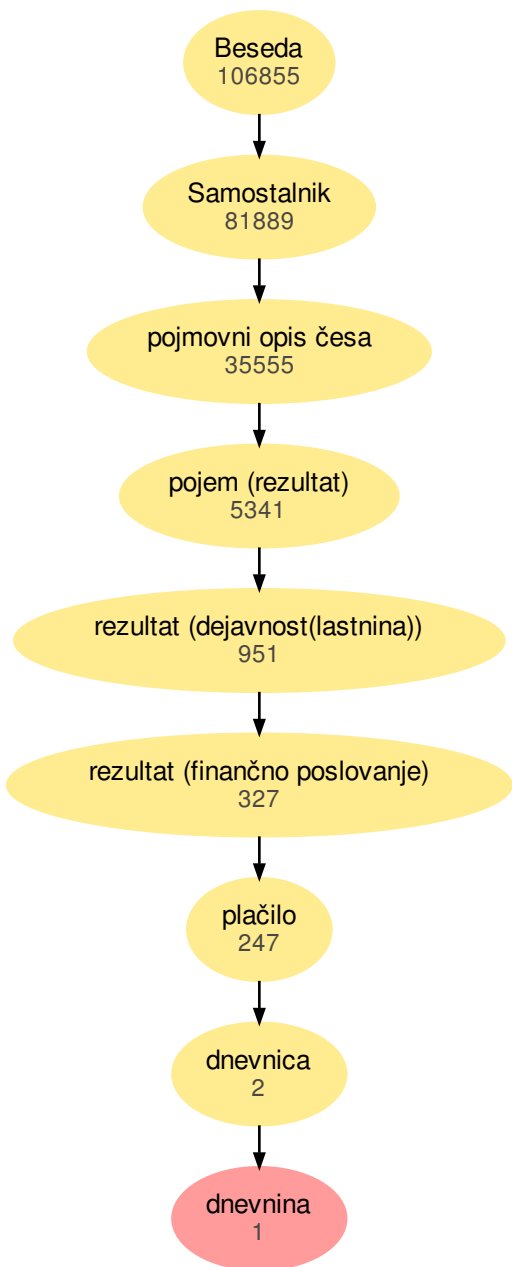 Beseda
106855
Samostalnik
81889
pojmovni opis česa
35555
pojem (rezultat)
5341
rezultat (dejavnost(lastnina))
951
rezultat (finančno poslovanje)
327
plačilo
247
dnevnica
2
dnevnina
1